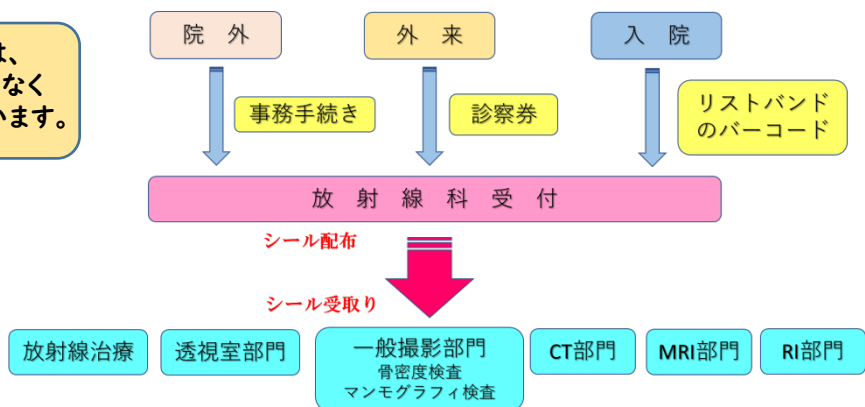 は、
なく
います。
院 外
外 来
入 院
事務手続き
診察券
リストバンド
のバーコード
放 射 線 科 受 付
シール配布
シール受取り
放射線治療
透視室部門
一般撮影部門
骨密度検査
マンモグラフィ検査
CT部門
MRI部門
RI部門